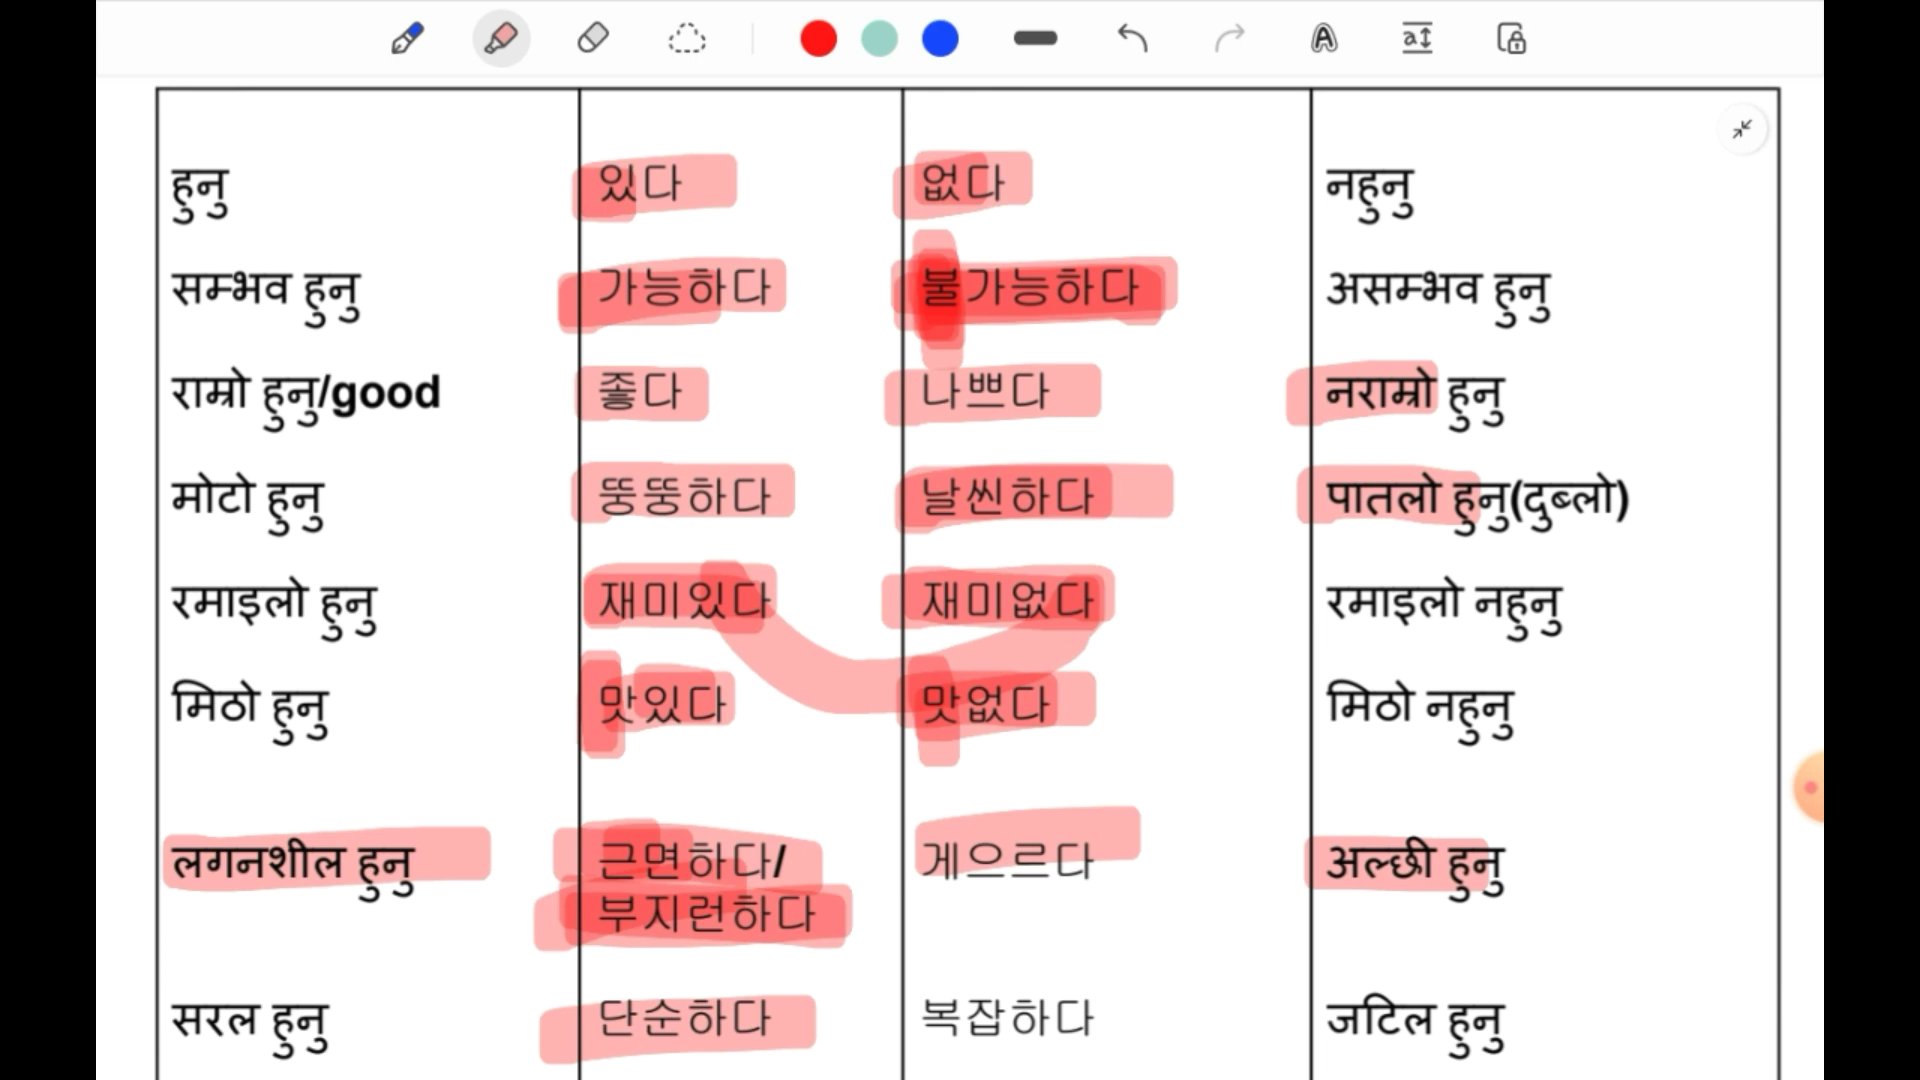 हुनु 있다 없다 नहुनु
सम्भव हुनु 가능하다 불가능하다 असम्भव हुनु
राम्रो हुनु/good 좋다 나쁘다 नराम्रो हुनु
मोटो हुनु 뚱뚱하다 날씬하다 पातलो हुनु(दुब्लो)
रमाइलो हुनु 재미있다 재미없다 रमाइलो नहुनु
मिठो हुनु 맛있다 맛없다 मिठो नहुनु
लगनशील हुनु 근면하다/ 게으르다 अल्छी हुनु
부지런하다
सरल हुनु 단순하다 복잡하다 जटिल हुनु